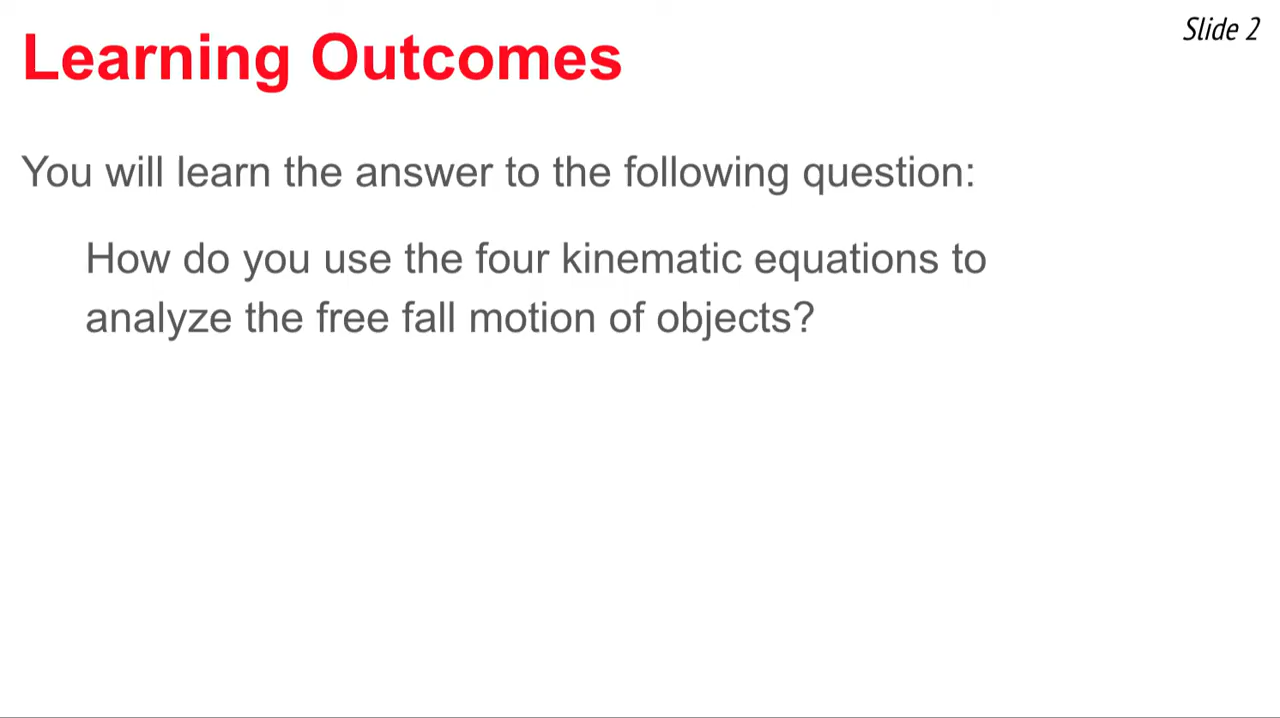 Slide 2
Learning Outcomes
You will learn the answer to the following question:
How do you use the four kinematic equations to
analyze the free fall motion of objects?